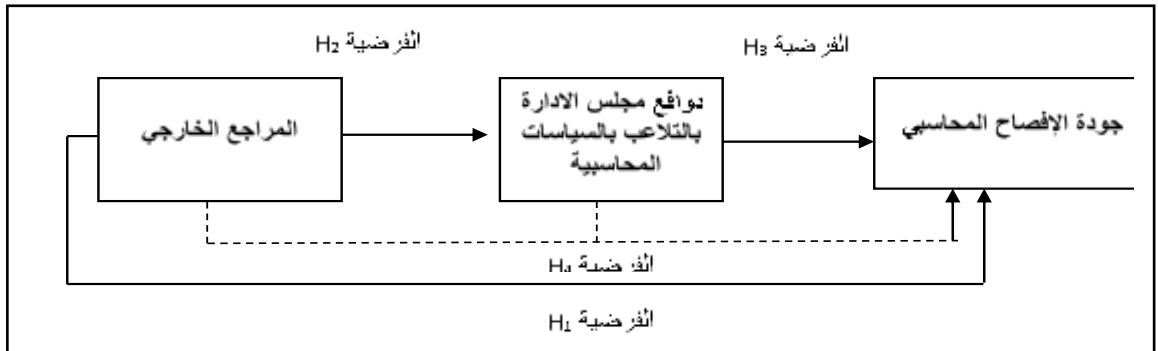 الفرضية H2
الفرضية H3
المراجع الخارجي
دوافع مجلس الادارة
بالتلاعب بالسياسات
المحاسبية
جودة الإفصاح المحاسبي
الفرضية H4
الفرضية H1